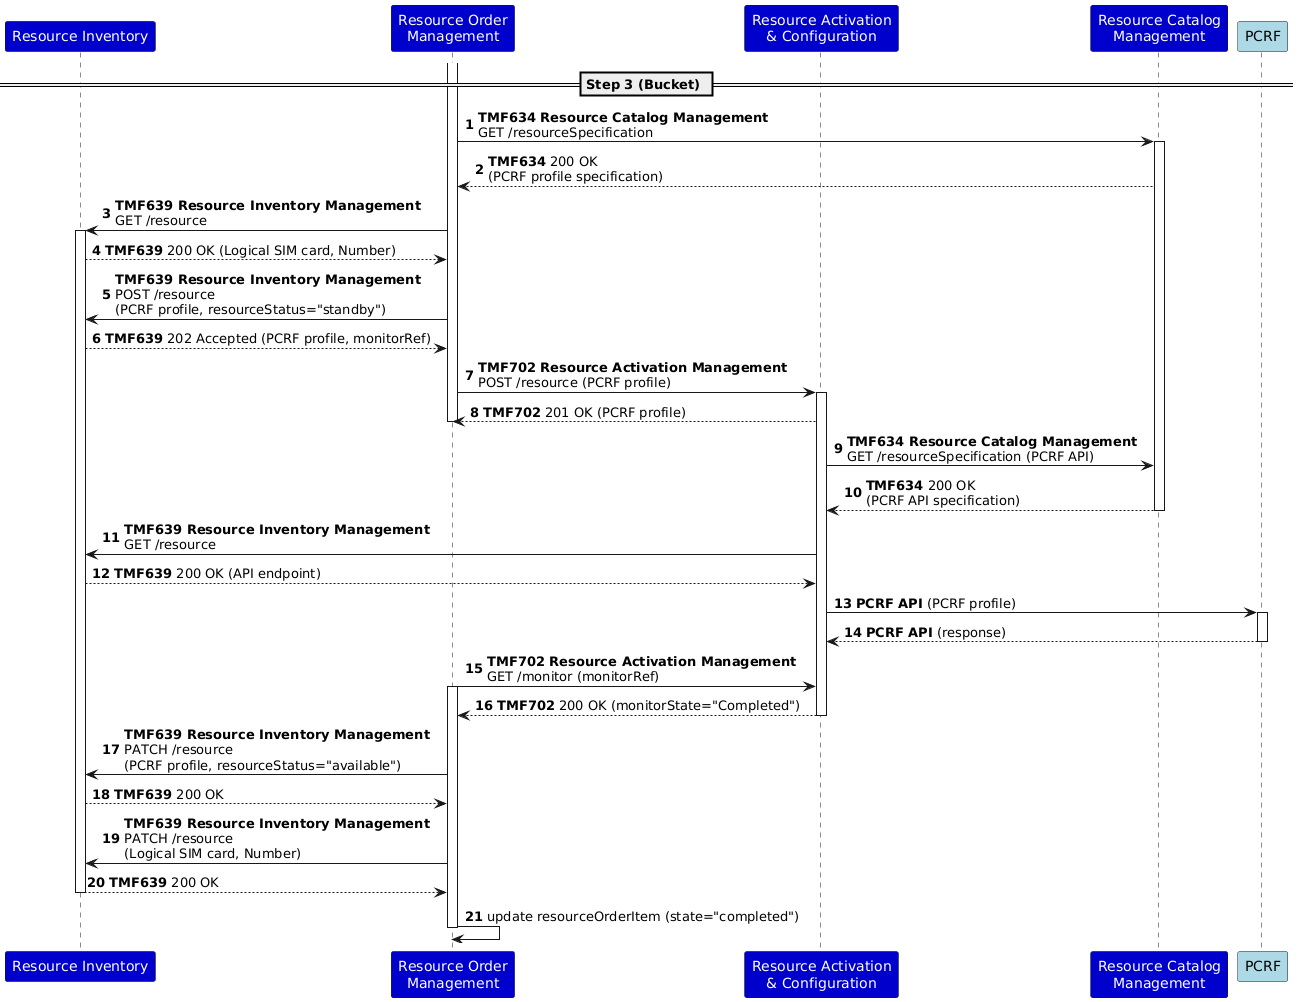 Resource Inventory
Resource Order
Management
Resource Activation
& Configuration
Resource Catalog
Management
PCRF
Step 3 (Bucket)
1 TMF634 Resource Catalog Management
GET /resourceSpecification
2 TMF634 200 OK
(PCRF profile specification)
3 TMF639 Resource Inventory Management
GET /resource
4 TMF639 200 OK (Logical SIM card, Number)
TMF639 Resource Inventory Management
5 POST /resource
(PCRF profile, resourceStatus="standby")
6 TMF639 202 Accepted (PCRF profile, monitorRef)
7 TMF702 Resource Activation Management
POST /resource (PCRF profile)
8 TMF702 201 OK (PCRF profile)
9 TMF634 Resource Catalog Management
GET /resourceSpecification (PCRF API)
10 TMF634 200 OK
(PCRF API specification)
11 TMF639 Resource Inventory Management
GET /resource
12 TMF639 200 OK (API endpoint)
13 PCRF API (PCRF profile)
14 PCRF API (response)
15 TMF702 Resource Activation Management
GET /monitor (monitorRef)
16 TMF702 200 OK (monitorState="Completed")
TMF639 Resource Inventory Management
17 PATCH /resource
(PCRF profile, resourceStatus="available")
18 TMF639 200 OK
TMF639 Resource Inventory Management
19 PATCH /resource
(Logical SIM card, Number)
20 TMF639 200 OK
21 update resourceOrderItem (state="completed")
Resource Inventory
Resource Order
Management
Resource Activation
& Configuration
Resource Catalog
Management
PCRF